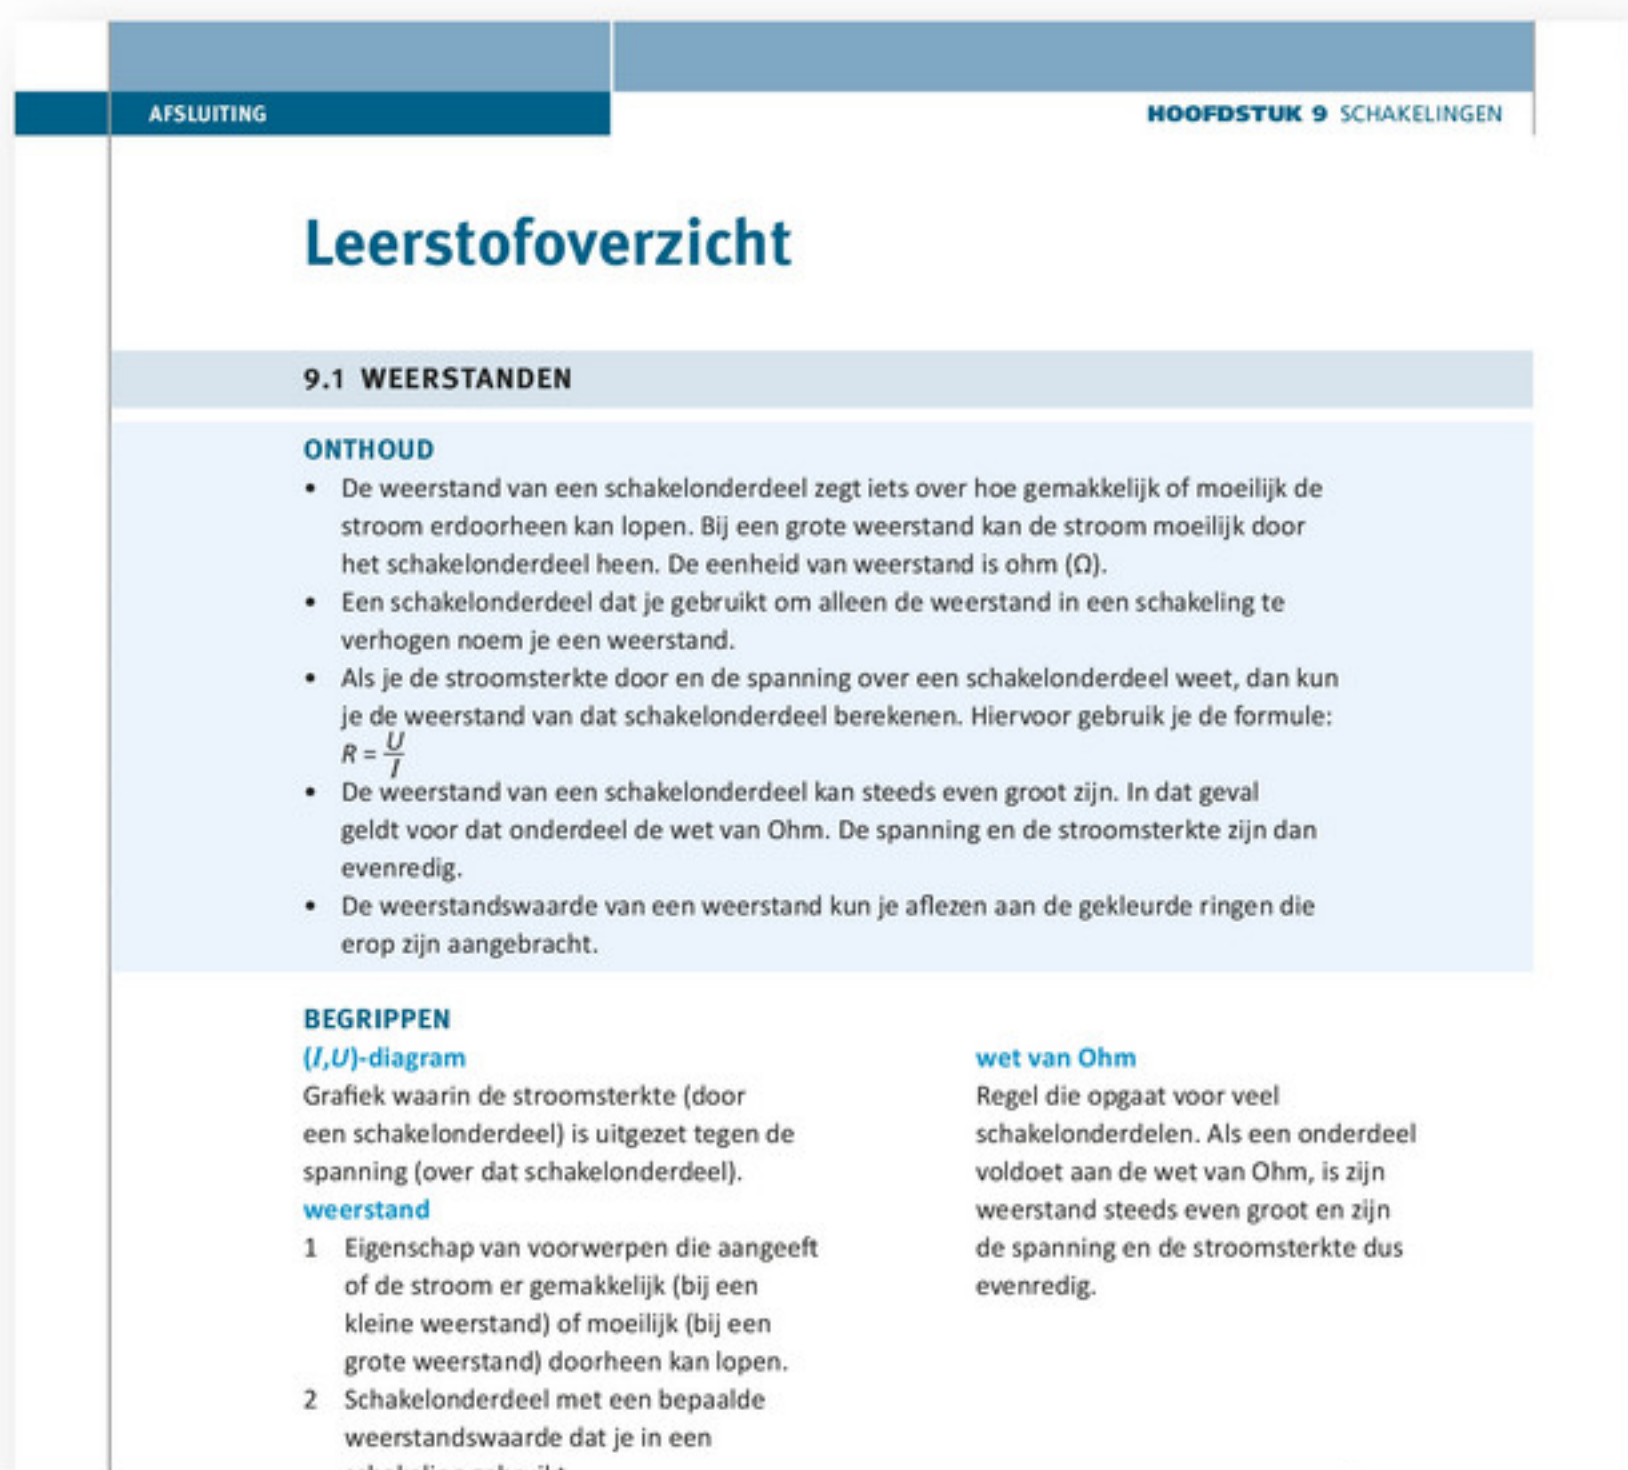 AFSLUITING
HOOFDSTUK 9 SCHAKELINGEN
Leerstofoverzicht
9.1 WEERSTANDEN
ONTHOUD
• De weerstand van een schakelonderdeel zegt iets over hoe gemakkelijk of moeilijk de
stroom erdoorheen kan lopen. Bij een grote weerstand kan de stroom moeilijk door
het schakelonderdeel heen. De eenheid van weerstand is ohm (Ω).
• Een schakelonderdeel dat je gebruikt om alleen de weerstand in een schakeling te
verhogen noem je een weerstand.
• Als je de stroomsterkte door en de spanning over een schakelonderdeel weet, dan kun
je de weerstand van dat schakelonderdeel berekenen. Hiervoor gebruik je de formule:
R = U/I
• De weerstand van een schakelonderdeel kan steeds even groot zijn. In dat geval
geldt voor dat onderdeel de wet van Ohm. De spanning en de stroomsterkte zijn dan
evenredig.
• De weerstandswaarde van een weerstand kun je aflezen aan de gekleurde ringen die
erop zijn aangebracht.
BEGRIPPEN
(I,U)-diagram
Grafiek waarin de stroomsterkte (door
een schakelonderdeel) is uitgezet tegen de
spanning (over dat schakelonderdeel).
weerstand
1 Eigenschap van voorwerpen die aangeeft
of de stroom er gemakkelijk (bij een
kleine weerstand) of moeilijk (bij een
grote weerstand) doorheen kan lopen.
2 Schakelonderdeel met een bepaalde
weerstandswaarde dat je in een
wet van Ohm
Regel die opgaat voor veel
schakelonderdelen. Als een onderdeel
voldoet aan de wet van Ohm, is zijn
weerstand steeds even groot en zijn
de spanning en de stroomsterkte dus
evenredig.